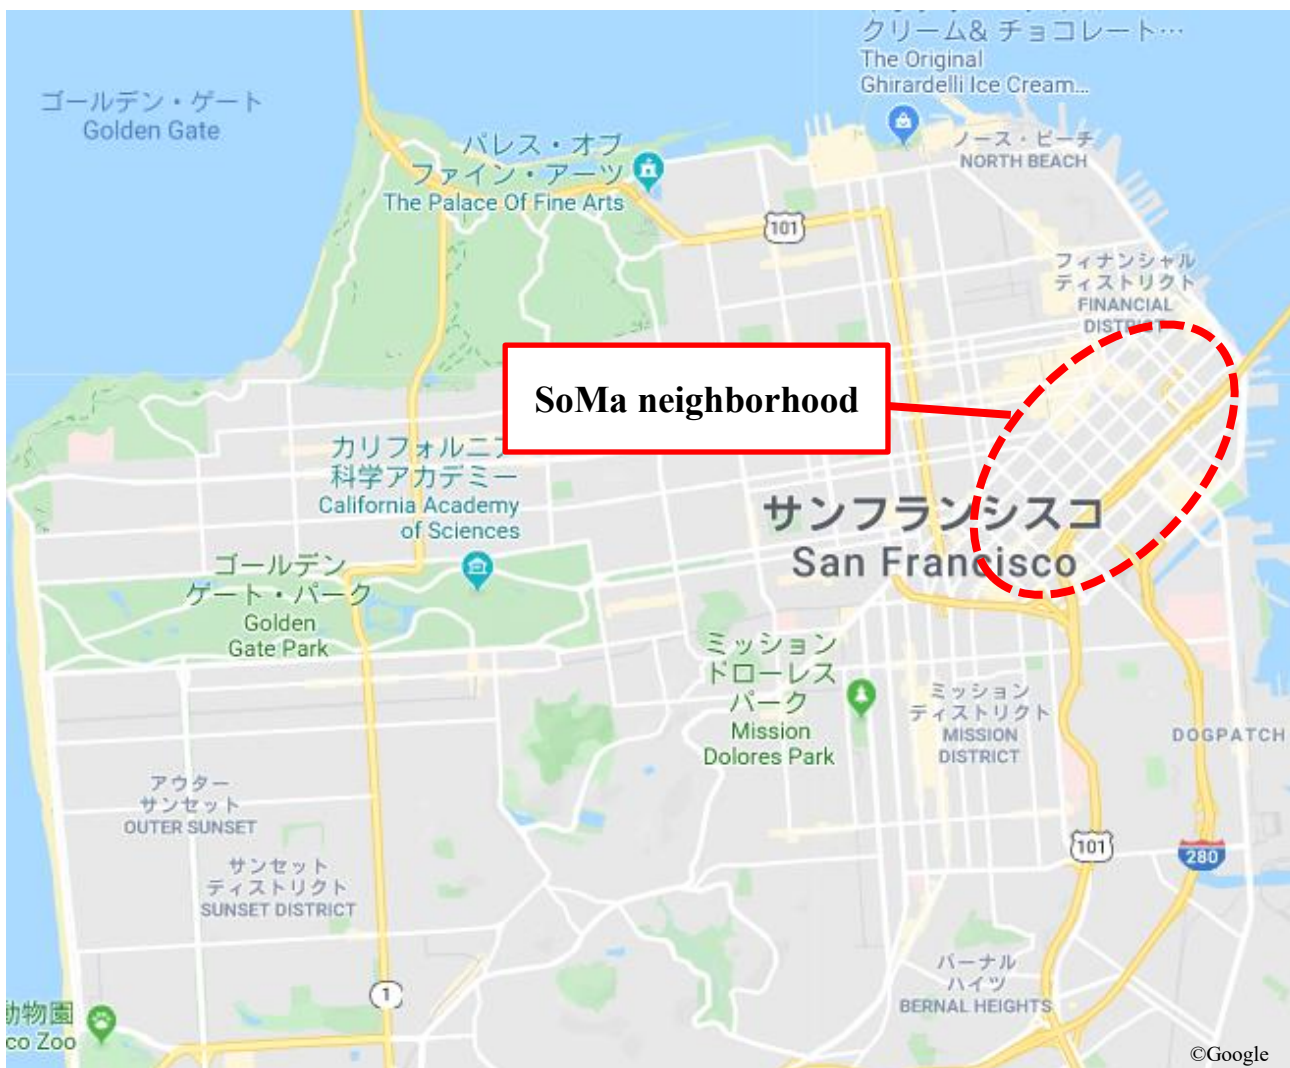 クリーム& チョコレート…
The Original
Ghirardelli Ice Cream...
ゴールデン・ゲート
Golden Gate
パレス・オブ
ファイン・アーツ
The Palace Of Fine Arts
ノース・ビーチ
NORTH BEACH
101
フィナンシャル
ディストリクト
FINANCIAL
DISTRICT
SoMa neighborhood
カリフォルニア
科学アカデミー
California Academy
of Sciences
サンフランシスコ
San Francisco
ゴールデン
ゲート・パーク
Golden
Gate Park
ミッション
ドローレス
パーク
Mission
Dolores Park
ミッション
ディストリクト
MISSION
DISTRICT
DOGPATCH
アウター
サンセット
OUTER SUNSET
サンセット
ディストリクト
SUNSET DISTRICT
101
280
バーナル
ハイツ
BERNAL HEIGHTS
1
動物園
co Zoo
©Google